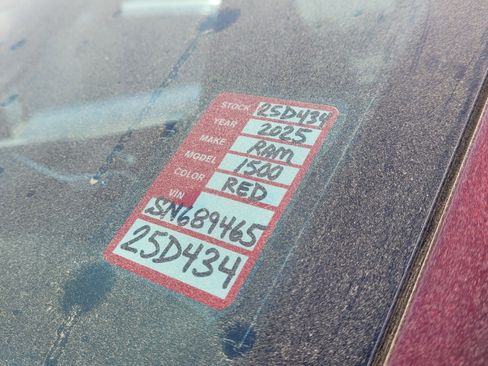 STOCK 25D434
YEAR 2025
MAKE RAM
MODEL 1500
COLOR RED
VIN
SN689465
25D434